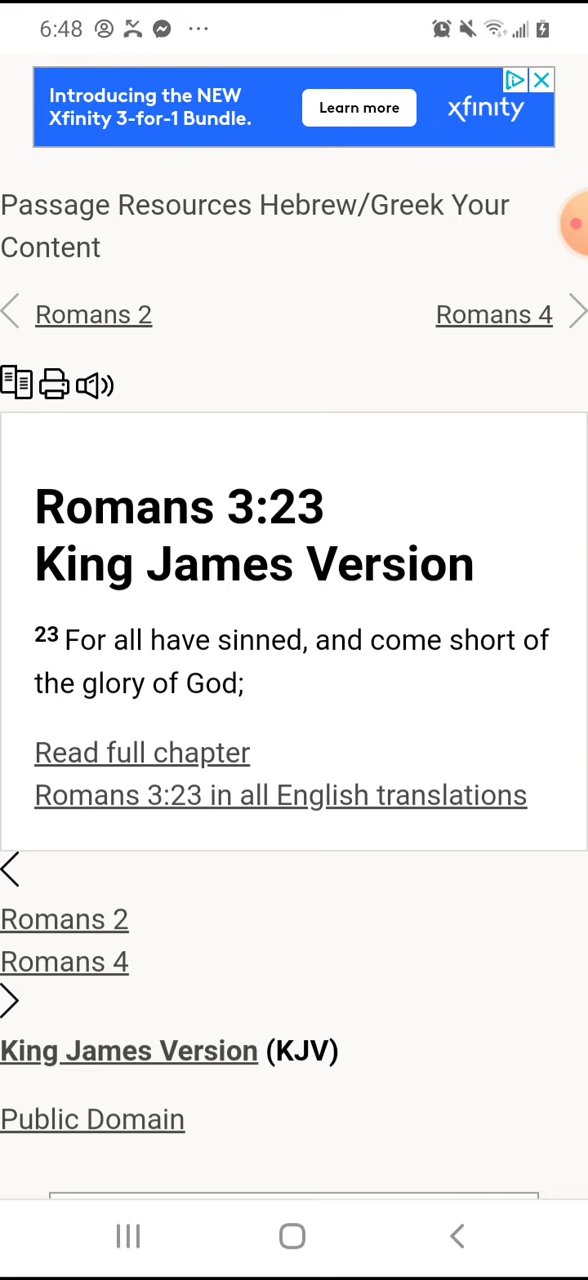 6:48
Introducing the NEW
Xfinity 3-for-1 Bundle.
Learn more
xfinity
Passage Resources Hebrew/Greek Your
Content
Romans 2
Romans 4
Romans 3:23
King James Version
23 For all have sinned, and come short of
the glory of God;
Read full chapter
Romans 3:23 in all English translations
Romans 2
Romans 4
King James Version (KJV)
Public Domain